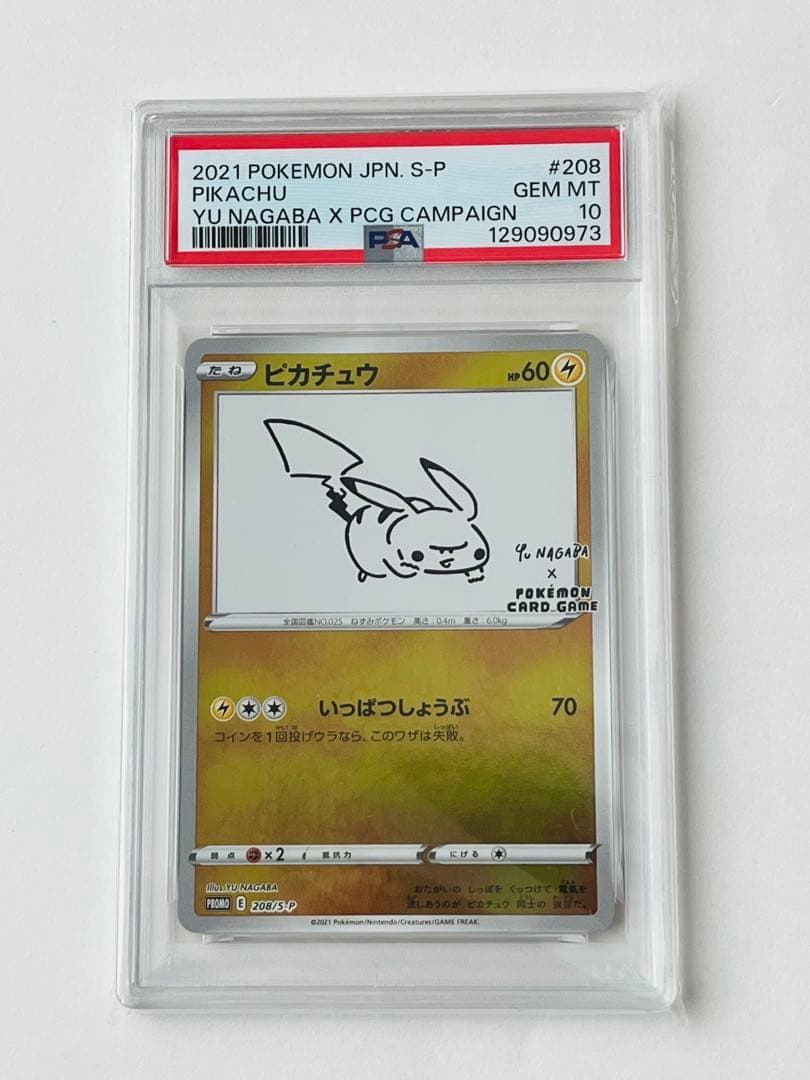 2021 POKEMON JPN. S-P #208
PIKACHU GEM MT
YU NAGABA X PCG CAMPAIGN 10
PSA 129090973
たね ピカチュウ HP60
YU NAGABA
X
POKÉMON
CARD GAME
全国図鑑NO.025 ねずみポケモン 高さ:0.4m 重さ:6.0kg
いっぱつしょうぶ 70
コインを1回投げウラなら、このワザは失敗。
弱点 ×2 抵抗力 にげる
Illus. YU NAGABA
おたがいの しっぽを くっつけて 電気を
流しあうのが ピカチュウ 同士の 挨拶だ。
PROMO E 208/S-P
©2021 Pokémon/Nintendo/Creatures/GAME FREAK.